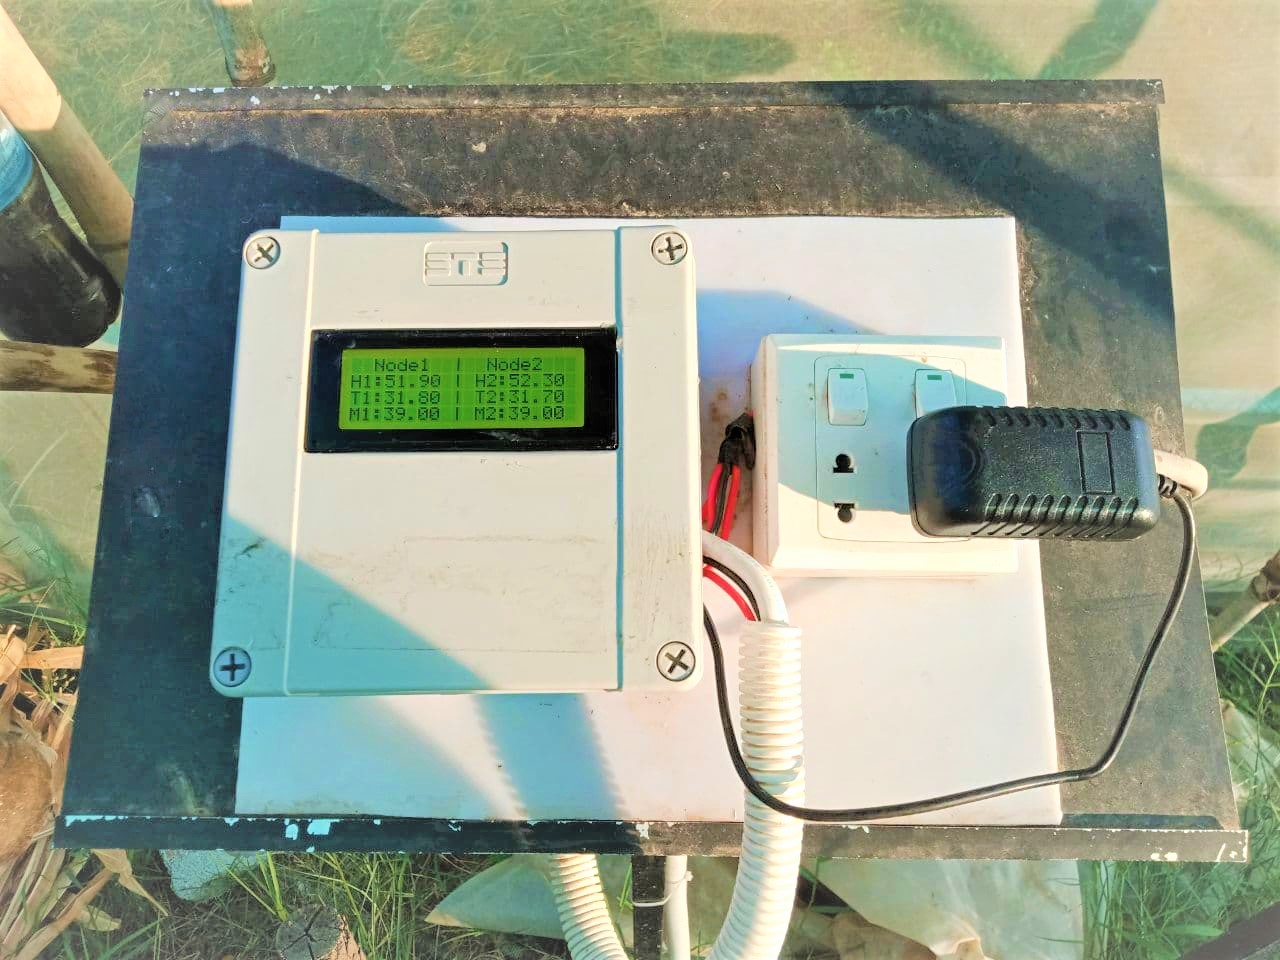 STE
Node1 | Node2
H1:51.90 | H2:52.30
T1:31.80 | T2:31.70
M1:39.00 | M2:39.00